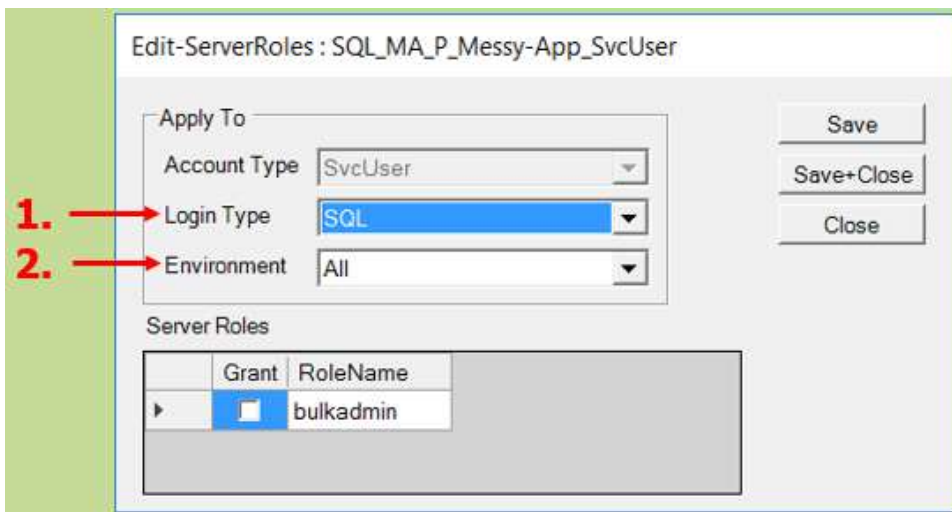 Edit-ServerRoles : SQL_MA_P_Messy-App_SvcUser
Apply To
Account Type SvcUser
1. Login Type SQL
2. Environment All
Save
Save+Close
Close
Server Roles
Grant RoleName
bulkadmin